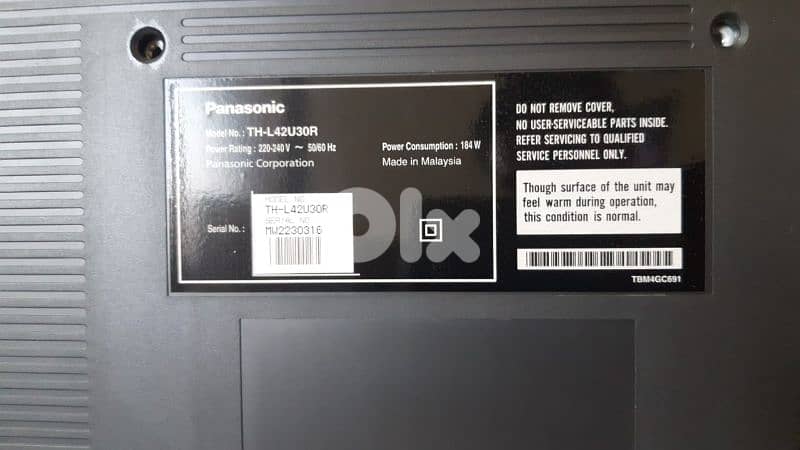 Panasonic
Model No. : TH-L42U30R
Power Rating : 220-240 V ~ 50/60 Hz
Power Consumption : 184 W
Panasonic Corporation
Made in Malaysia
MODEL NO.
TH-L42U30R
SERIAL NO.
Serial No. :
MW2230316
OLX
DO NOT REMOVE COVER,
NO USER-SERVICEABLE PARTS INSIDE.
REFER SERVICING TO QUALIFIED
SERVICE PERSONNEL ONLY.
Though surface of the unit may
feel warm during operation,
this condition is normal.
TBM4GC691